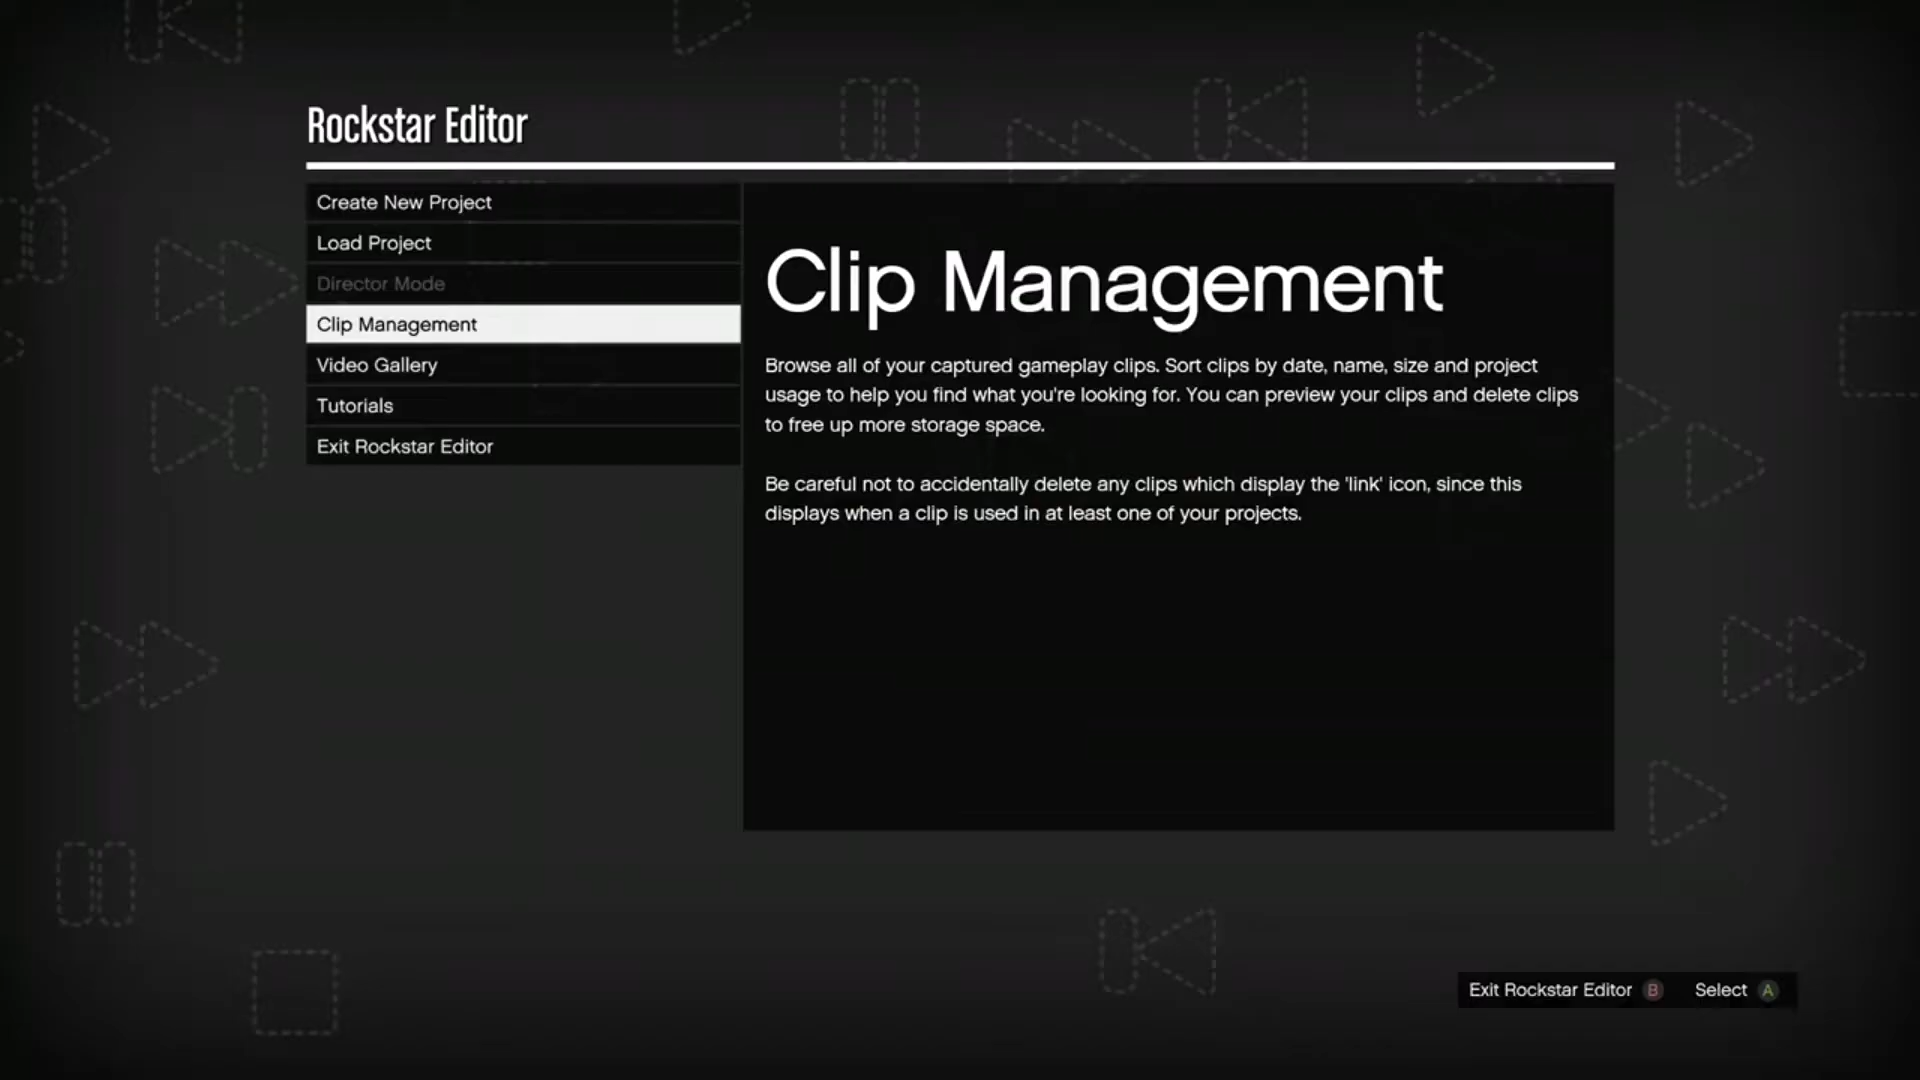 Rockstar Editor
Create New Project
Load Project
Director Mode
Clip Management
Video Gallery
Tutorials
Exit Rockstar Editor
Clip Management
Browse all of your captured gameplay clips. Sort clips by date, name, size and project
usage to help you find what you're looking for. You can preview your clips and delete clips
to free up more storage space.
Be careful not to accidentally delete any clips which display the 'link' icon, since this
displays when a clip is used in at least one of your projects.
Exit Rockstar Editor B Select A